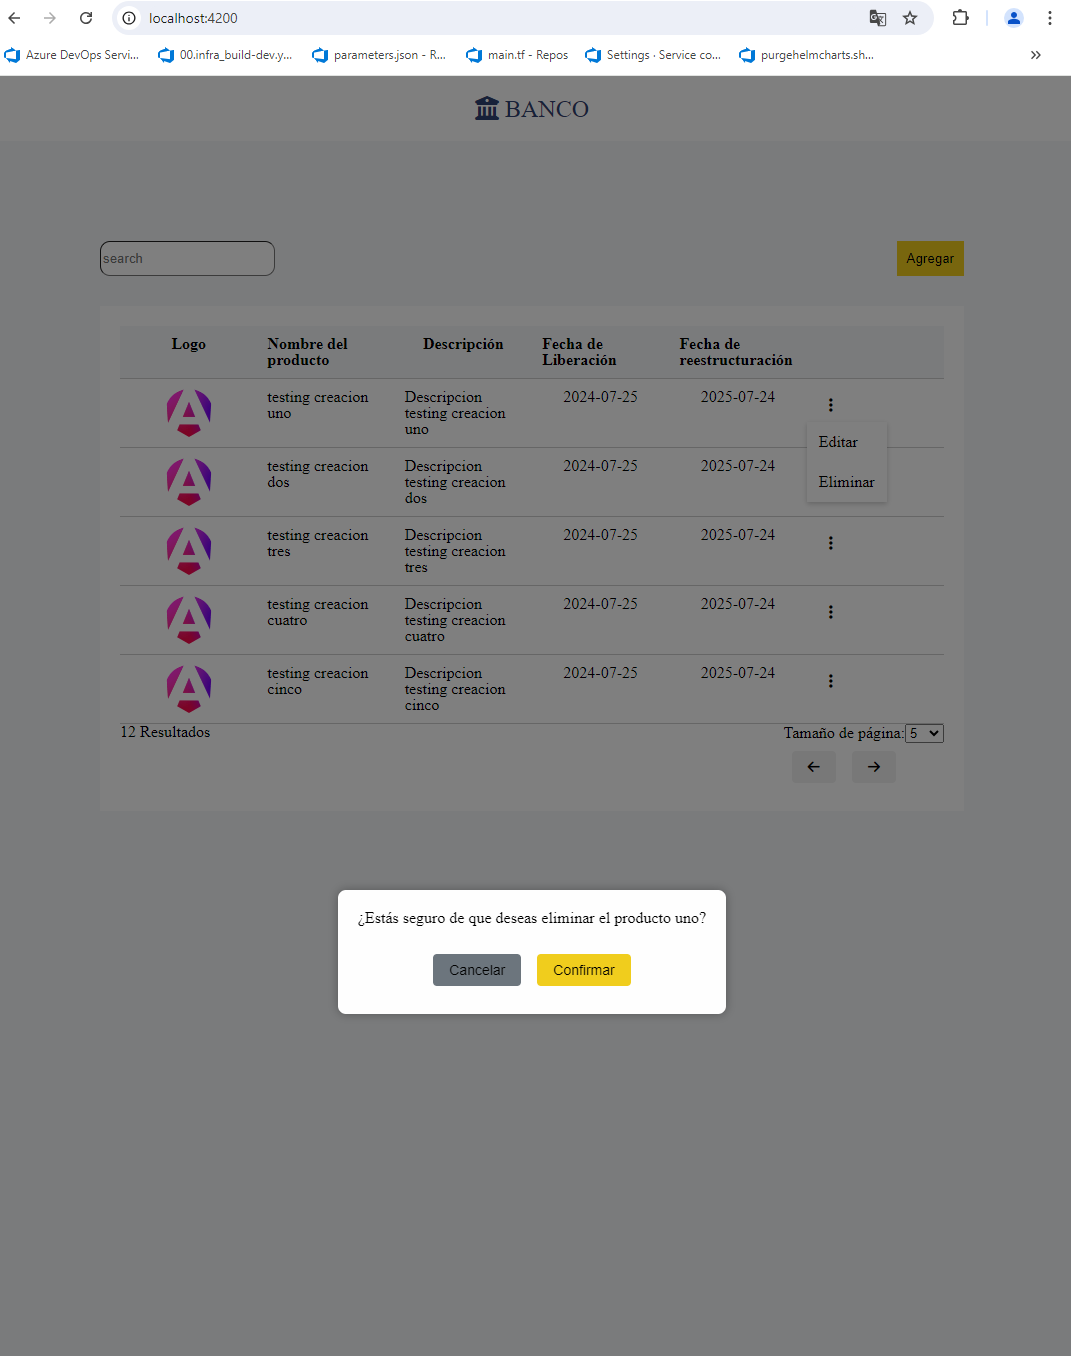 localhost:4200
Azure DevOps Servi...
00.infra_build-dev.y...
parameters.json - R...
main.tf - Repos
Settings · Service co...
purgehelmcharts.sh...
BANCO
search
Agregar
Logo
Nombre del
producto
Descripción
Fecha de
Liberación
Fecha de
reestructuración
testing creacion
uno
Descripcion
testing creacion
uno
2024-07-25
2025-07-24
Editar
Eliminar
testing creacion
dos
Descripcion
testing creacion
dos
2024-07-25
2025-07-24
testing creacion
tres
Descripcion
testing creacion
tres
2024-07-25
2025-07-24
testing creacion
cuatro
Descripcion
testing creacion
cuatro
2024-07-25
2025-07-24
testing creacion
cinco
Descripcion
testing creacion
cinco
2024-07-25
2025-07-24
12 Resultados
Tamaño de página: 5
¿Estás seguro de que deseas eliminar el producto uno?
Cancelar
Confirmar